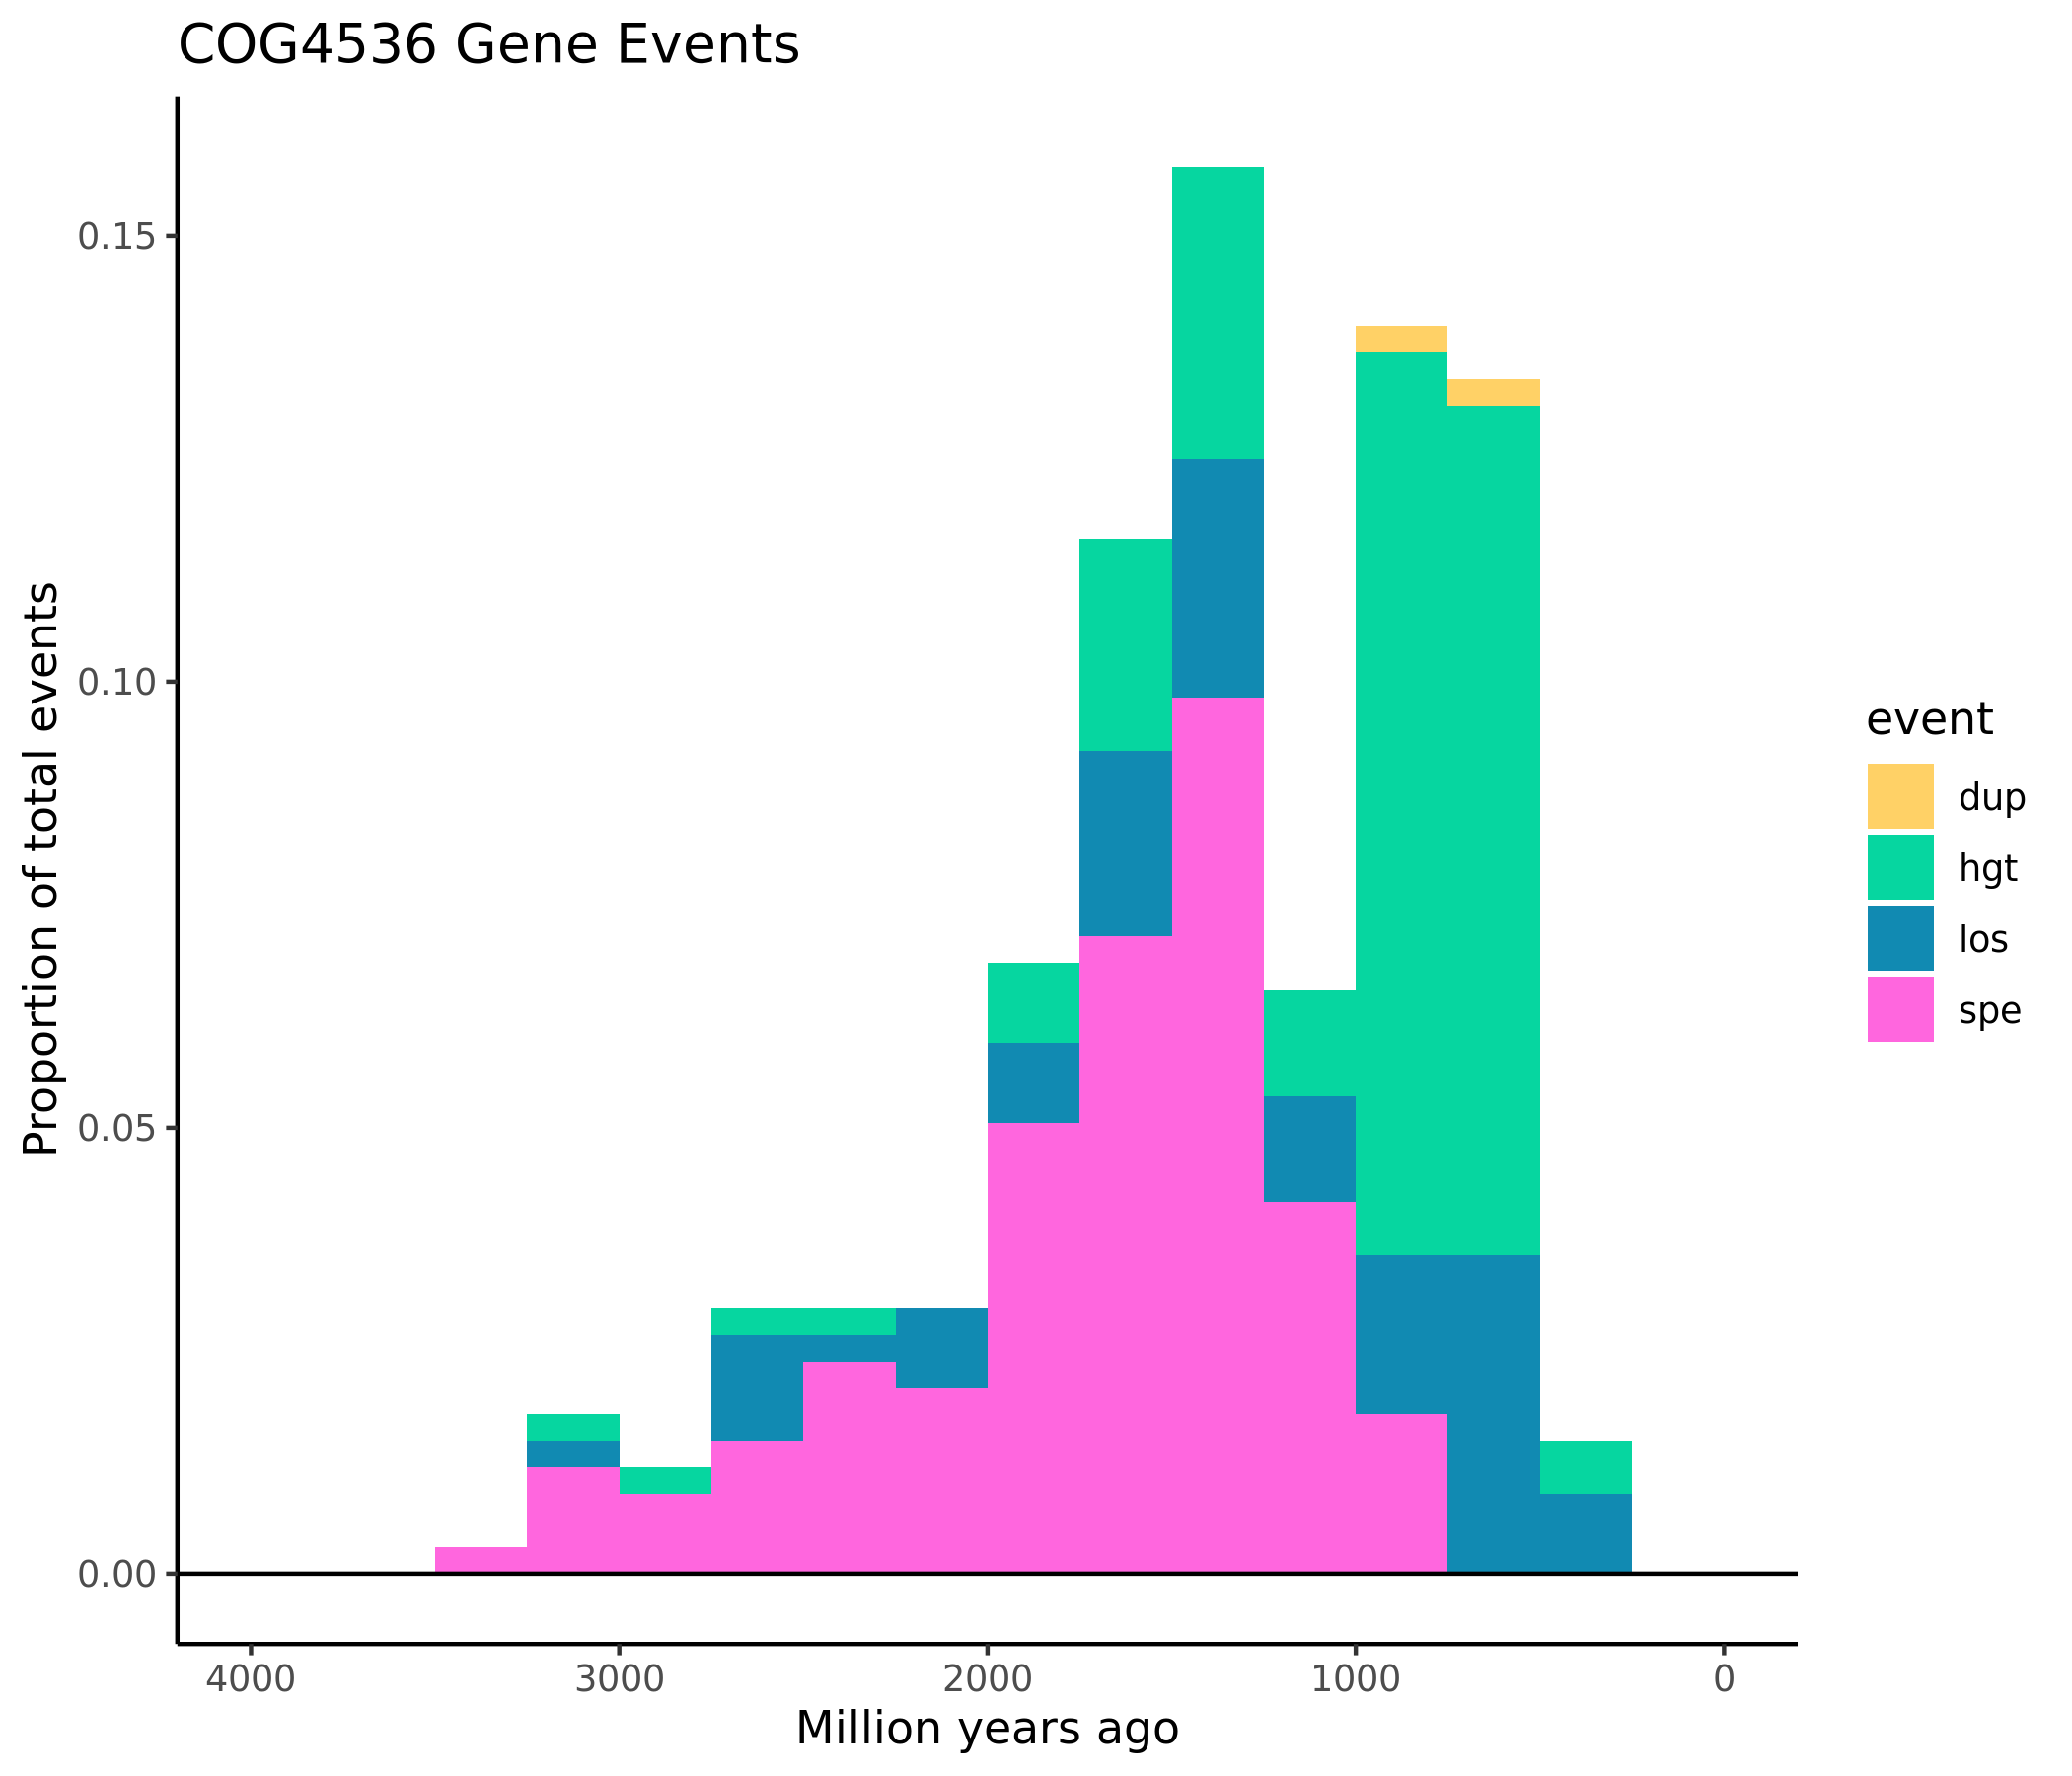 COG4536 Gene Events
Proportion of total events
0.15
0.10
0.05
0.00
4000 3000 2000 1000 0
Million years ago
event
dup
hgt
los
spe